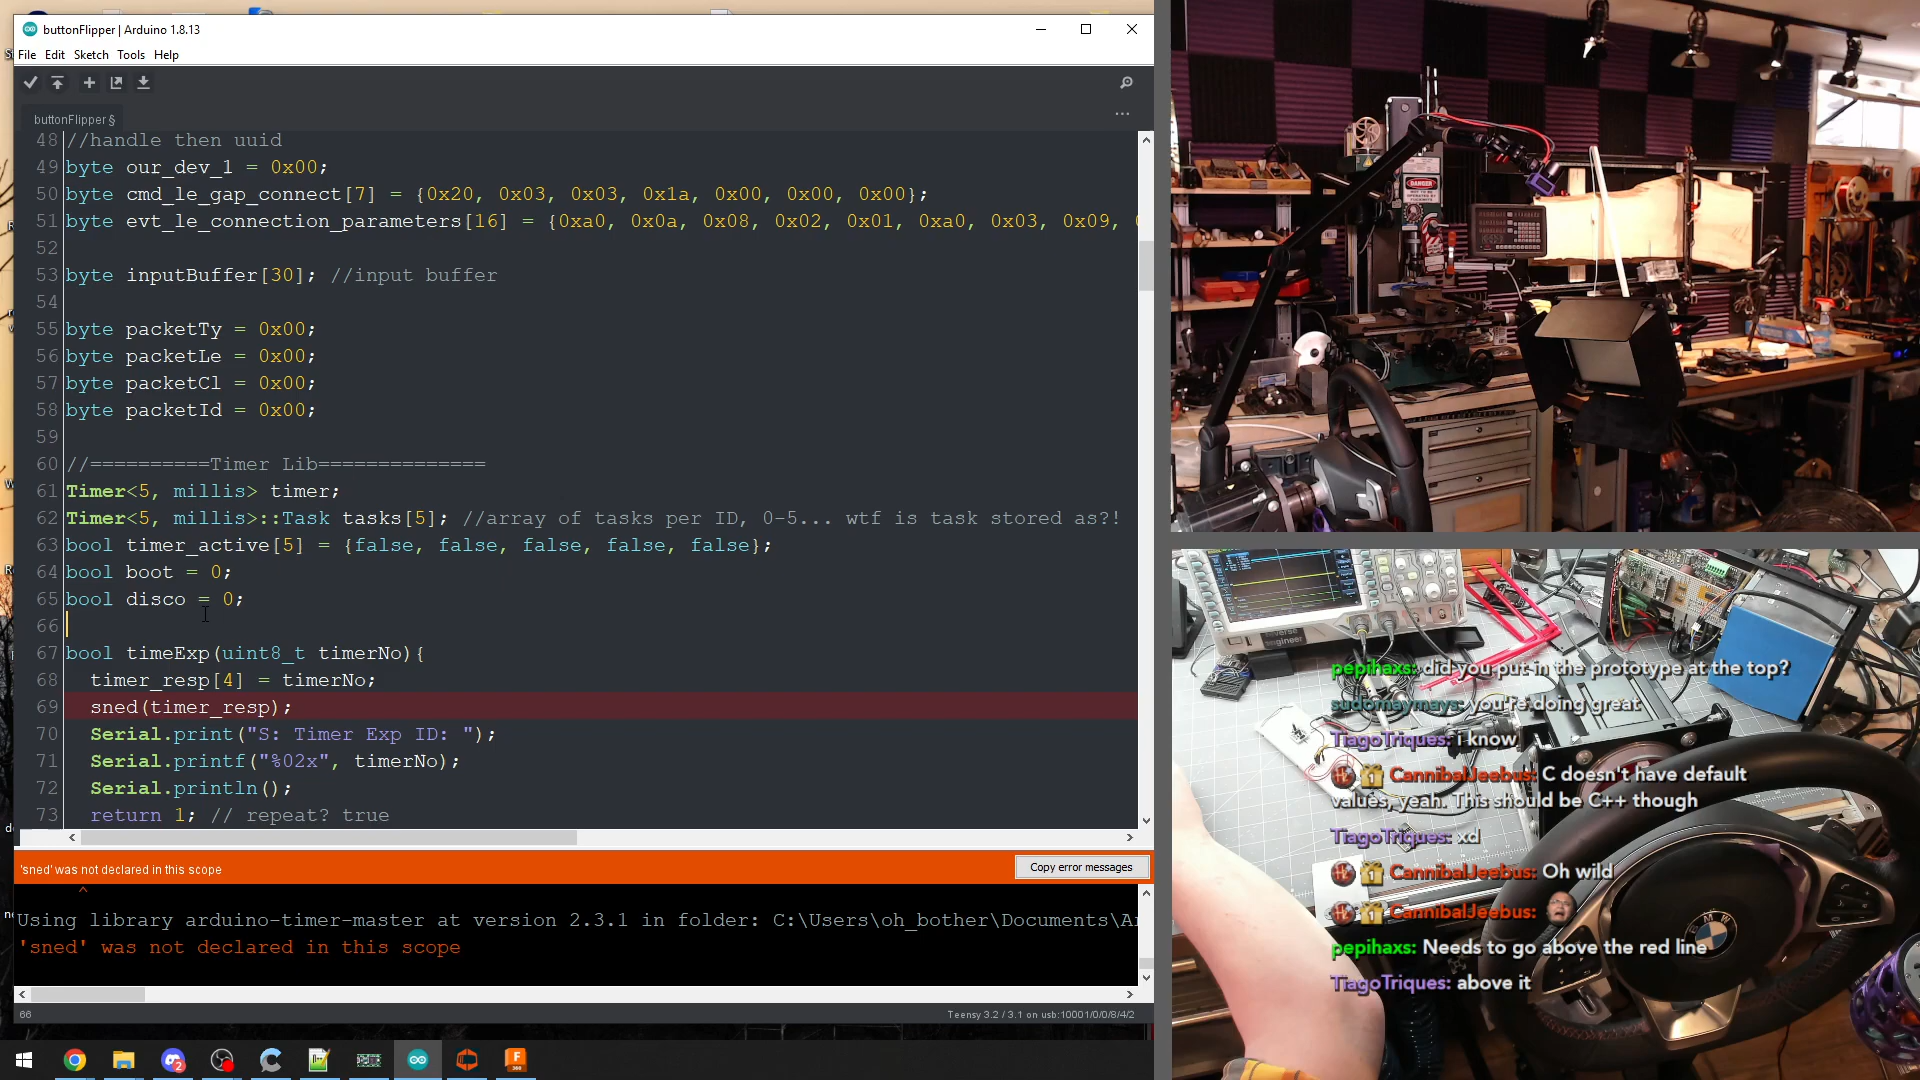 buttonFlipper | Arduino 1.8.13
File Edit Sketch Tools Help
buttonFlipper §
48 //handle then uuid
49 byte our_dev_1 = 0x00;
50 byte cmd_le_gap_connect[7] = {0x20, 0x03, 0x03, 0x1a, 0x00, 0x00, 0x00};
51 byte evt_le_connection_parameters[16] = {0xa0, 0x0a, 0x08, 0x02, 0x01, 0xa0, 0x03, 0x09,
52
53 byte inputBuffer[30]; //input buffer
54
55 byte packetTy = 0x00;
56 byte packetLe = 0x00;
57 byte packetCl = 0x00;
58 byte packetId = 0x00;
59
60 //==========Timer Lib==============
61 Timer<5, millis> timer;
62 Timer<5, millis>::Task tasks[5]; //array of tasks per ID, 0-5... wtf is task stored as?!
63 bool timer_active[5] = {false, false, false, false, false};
64 bool boot = 0;
65 bool disco = 0;
66
67 bool timeExp(uint8_t timerNo){
68 timer_resp[4] = timerNo;
69 sned(timer_resp);
70 Serial.print("S: Timer Exp ID: ");
71 Serial.printf("%02x", timerNo);
72 Serial.println();
73 return 1; // repeat? true
'sned' was not declared in this scope
Copy error messages
^
Using library arduino-timer-master at version 2.3.1 in folder: C:\Users\oh_bother\Documents\Ar
'sned' was not declared in this scope
66
Teensy 3.2 / 3.1 on usb:10001/0/0/8/4/2
DANGER
reverse engineer
pepihaxs: did you put in the prototype at the top?
sudomaymays: you're doing great
TiagoTriques: i know
CannibalJeebus: C doesn't have default
values, yeah. This should be C++ though
TiagoTriques: xd
CannibalJeebus: Oh wild
CannibalJeebus:
pepihaxs: Needs to go above the red line
TiagoTriques: above it
BMW